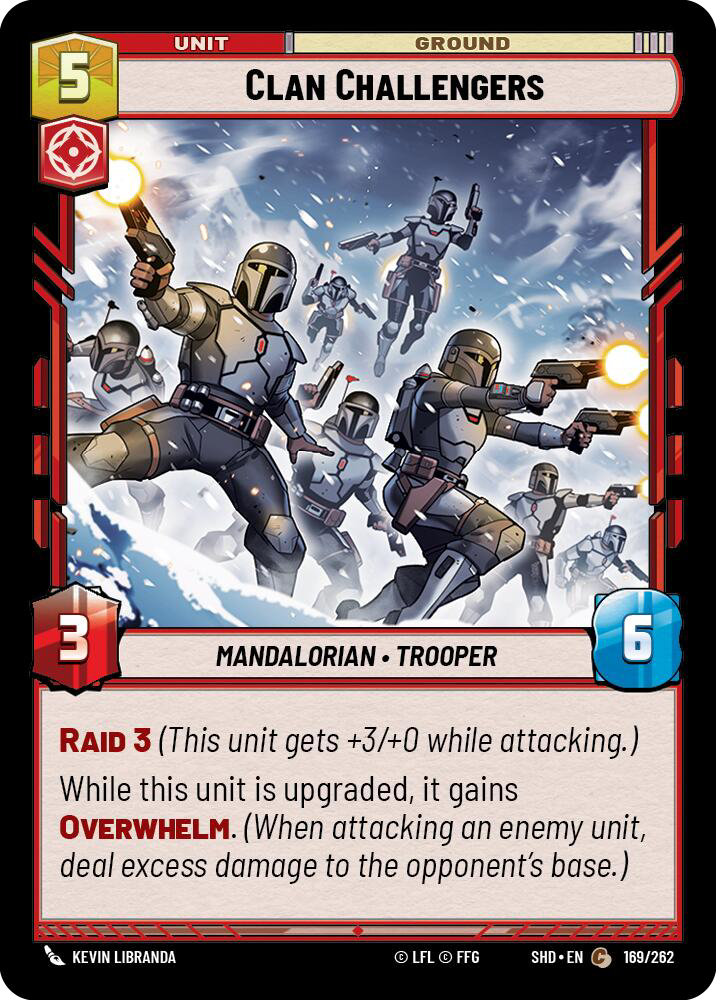 UNIT
GROUND
5
CLAN CHALLENGERS
3
MANDALORIAN • TROOPER
6
RAID 3 (This unit gets +3/+0 while attacking.)
While this unit is upgraded, it gains
OVERWHELM. (When attacking an enemy unit,
deal excess damage to the opponent's base.)
KEVIN LIBRANDA
© LFL © FFG
SHD • EN
C
169/262